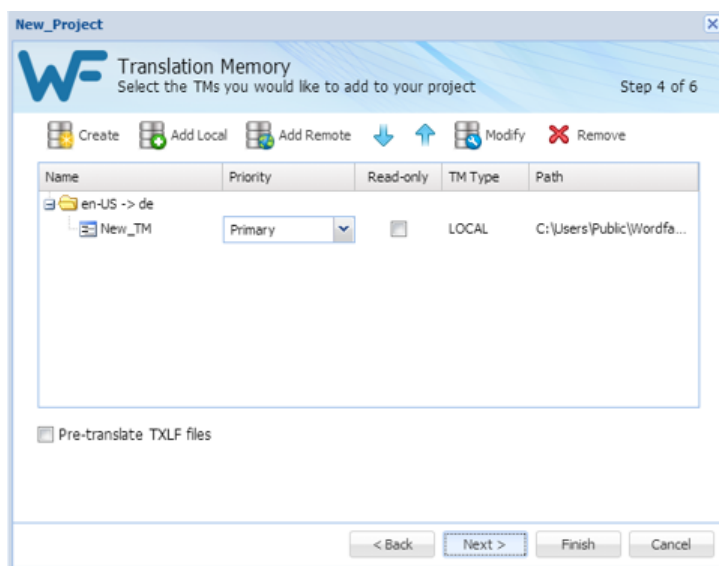 New_Project
WF
Translation Memory
Select the TMs you would like to add to your project
Step 4 of 6
Create Add Local Add Remote Modify Remove
Name Priority Read-only TM Type Path
en-US -> de
New_TM Primary LOCAL C:\Users\Public\Wordfa...
Pre-translate TXLF files
< Back Next > Finish Cancel